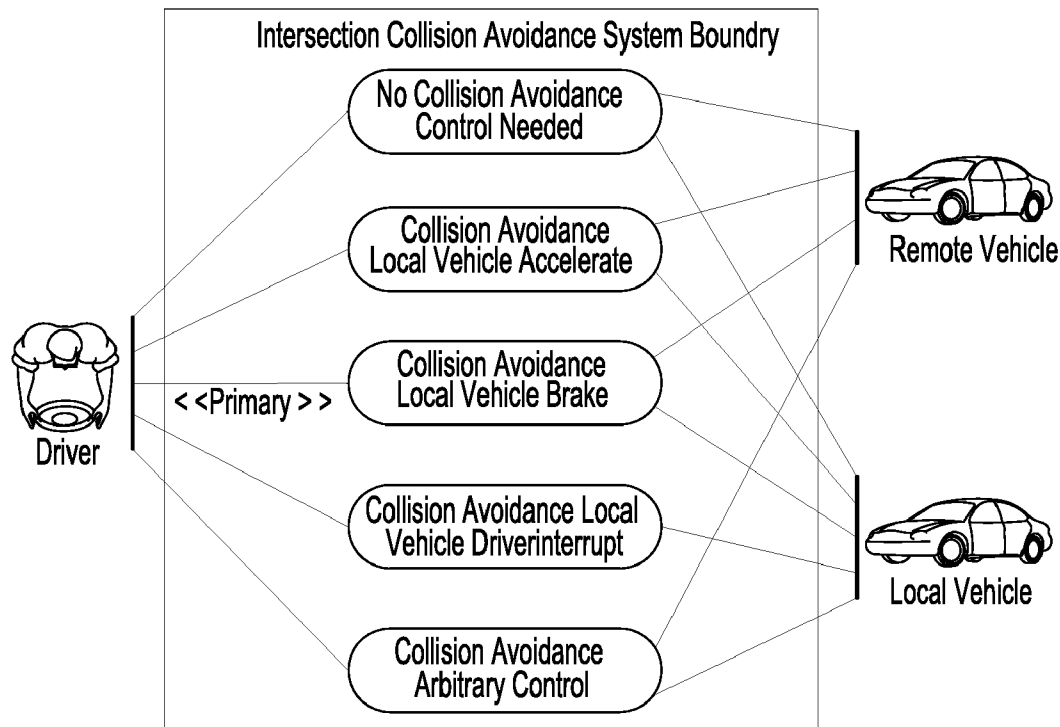 Intersection Collision Avoidance System Boundry
No Collision Avoidance
Control Needed
Collision Avoidance
Local Vehicle Accelerate
Remote Vehicle
Collision Avoidance
Local Vehicle Brake
< <Primary > >
Driver
Collision Avoidance Local
Vehicle Driverinterrupt
Local Vehicle
Collision Avoidance
Arbitrary Control